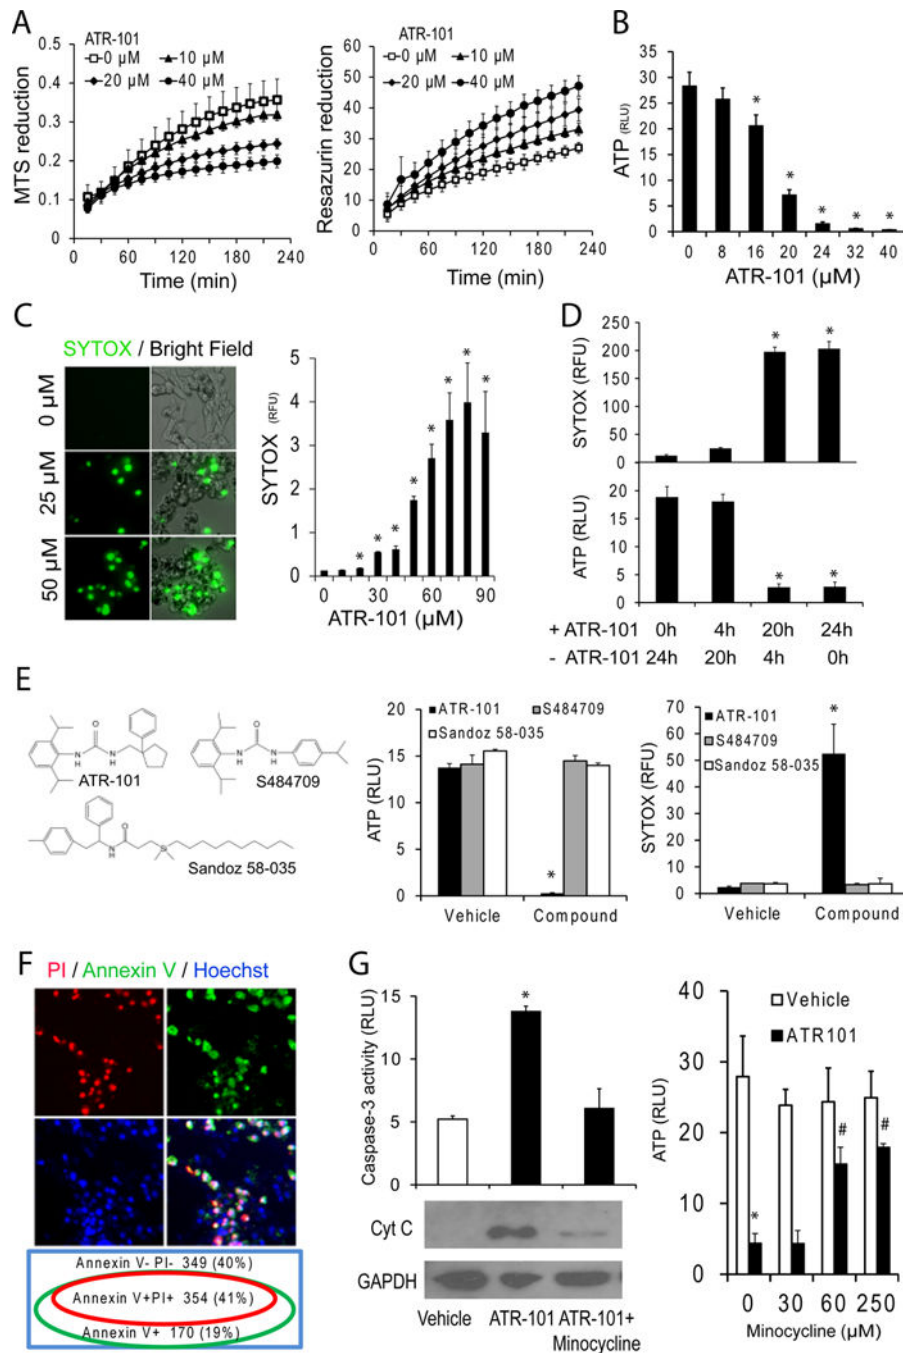 A
ATR-101
0 µM 10 µM
20 µM 40 µM
MTS reduction
0.5
0.4
0.3
0.2
0.1
0
0 60 120 180 240
Time (min)
ATR-101
0 µM 10 µM
20 µM 40 µM
Resazurin reduction
60
50
40
30
20
10
0
0 60 120 180 240
Time (min)
B
ATP (RLU)
35
30
25
20
15
10
5
0
0 8 16 20 24 32 40
ATR-101 (µM)
* * * * *
C
SYTOX / Bright Field
0 µM
25 µM
50 µM
SYTOX (RFU)
5
4
3
2
1
0
* * * * * * * *
0 30 60 90
ATR-101 (µM)
D
SYTOX (RFU)
250
200
150
100
50
0
* *
ATP (RLU)
20
15
10
5
0
* *
+ ATR-101 0h 4h 20h 24h
- ATR-101 24h 20h 4h 0h
E
ATR-101
S484709
Sandoz 58-035
ATP (RLU)
20
15
10
5
0
ATR-101 S484709
Sandoz 58-035
*
Vehicle Compound
SYTOX (RFU)
70
60
50
40
30
20
10
0
ATR-101
S484709
Sandoz 58-035
*
Vehicle Compound
F
PI / Annexin V / Hoechst
Annexin V- PI- 349 (40%)
Annexin V+PI+ 354 (41%)
Annexin V+ 170 (19%)
G
Caspase-3 activity (RLU)
15
10
5
0
*
Cyt C
GAPDH
Vehicle ATR-101 ATR-101+
Minocycline
ATP (RLU)
40
30
20
10
0
Vehicle
ATR101
* # #
0 30 60 250
Minocycline (µM)